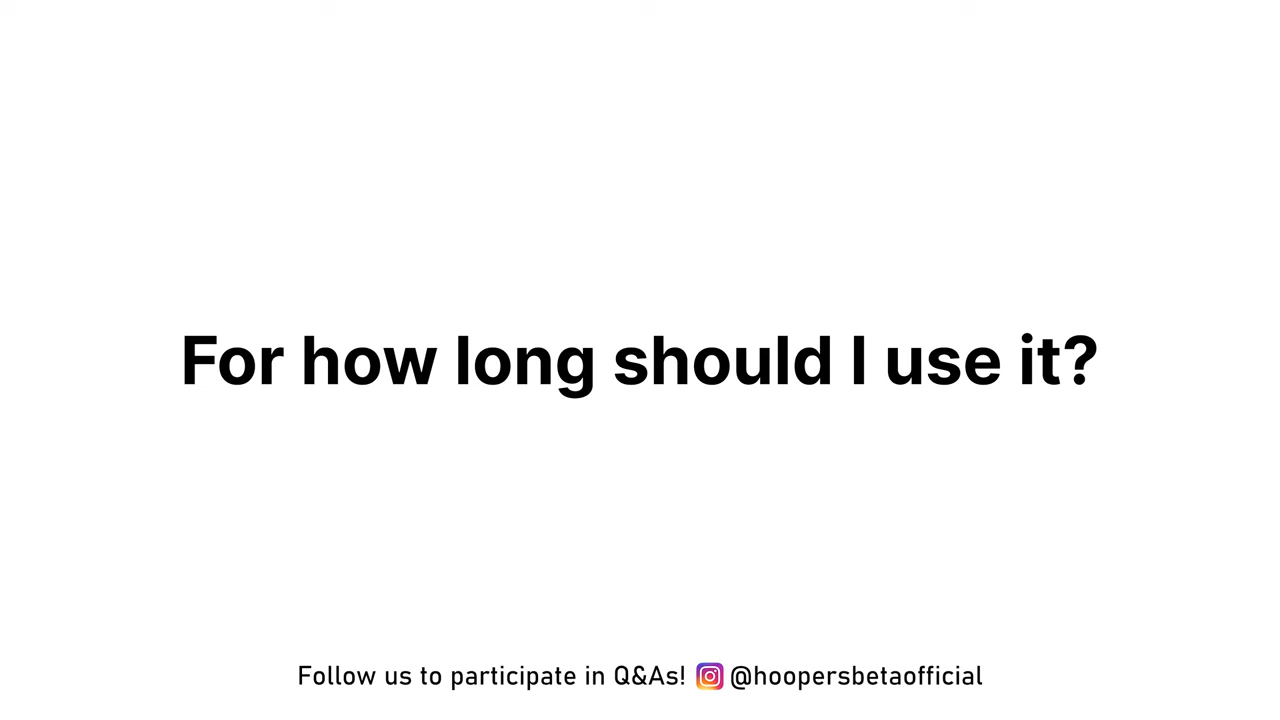 For how long should I use it?
Follow us to participate in Q&As! @hoopersbetaofficial